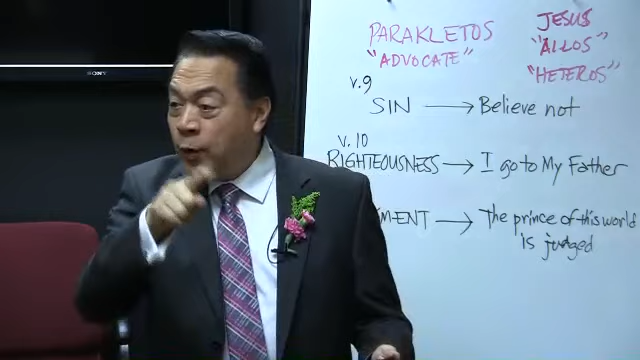 PARAKLETOS
"ADVOCATE"
JESUS
"ALLOS"
"HETEROS"
v.9
SIN → Believe not
v. 10
RIGHTEOUSNESS → I go to My Father
MENT → The prince of this world
is judged
SONY